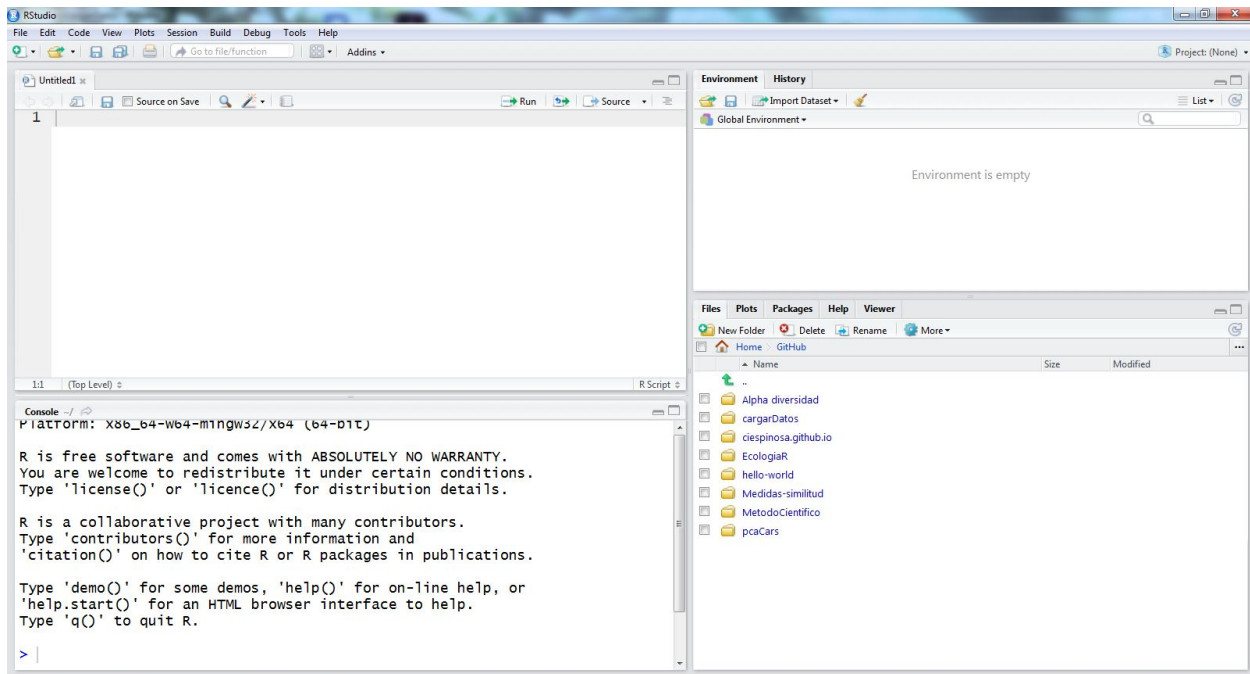 RStudio
File Edit Code View Plots Session Build Debug Tools Help
Go to file/function Addins Project: (None)
Untitled1
Source on Save Run Source
1
1:1 (Top Level) R Script
Console ~/
Platform: x86_64-w64-mingw32/x64 (64-bit)
R is free software and comes with ABSOLUTELY NO WARRANTY.
You are welcome to redistribute it under certain conditions.
Type 'license()' or 'licence()' for distribution details.
R is a collaborative project with many contributors.
Type 'contributors()' for more information and
'citation()' on how to cite R or R packages in publications.
Type 'demo()' for some demos, 'help()' for on-line help, or
'help.start()' for an HTML browser interface to help.
Type 'q()' to quit R.
>
Environment History
Import Dataset List
Global Environment
Environment is empty
Files Plots Packages Help Viewer
New Folder Delete Rename More
Home GitHub ...
Name Size Modified
..
Alpha diversidad
cargarDatos
ciespinosa.github.io
EcologiaR
hello-world
Medidas-similitud
MetodoCientifico
pcaCars